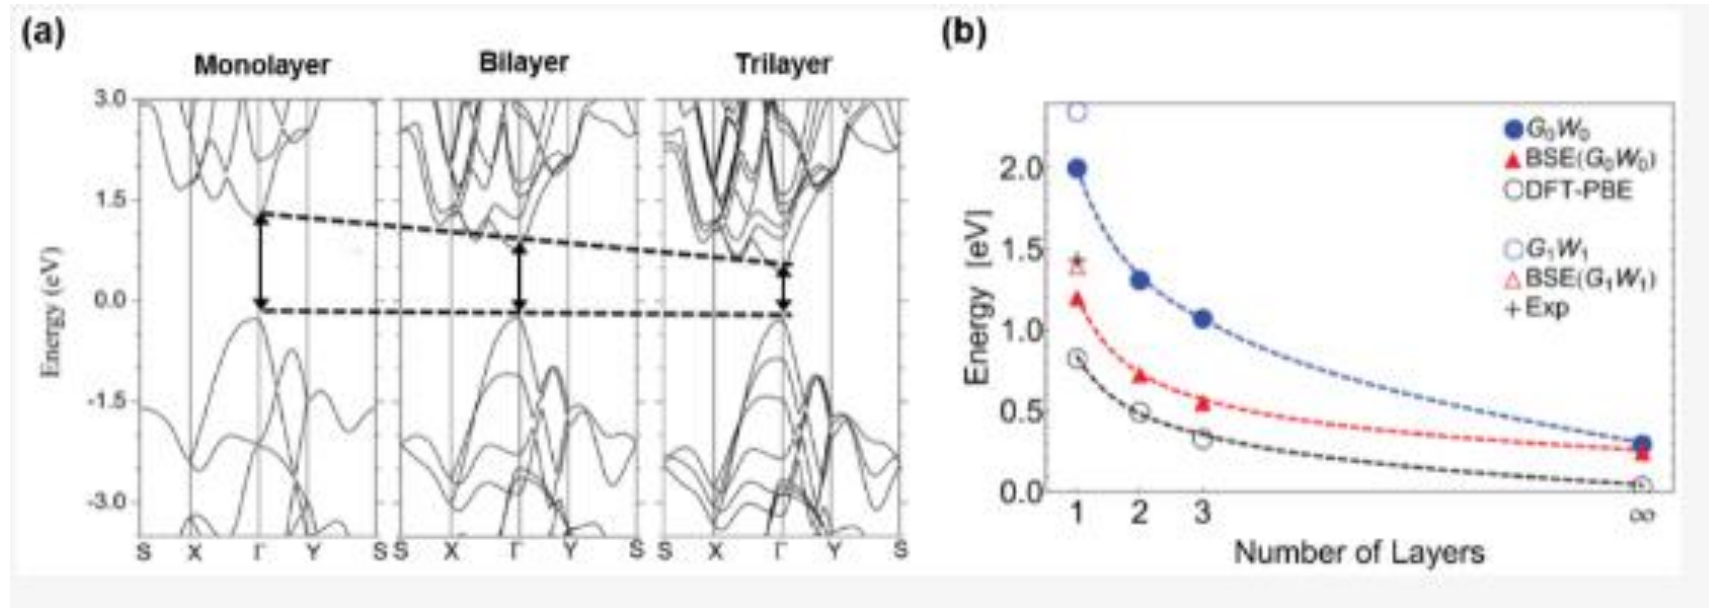 (a)
Monolayer
Bilayer
Trilayer
Energy (eV)
3.0
1.5
0.0
-1.5
-3.0
S X Γ Y S
S X Γ Y S
S X Γ Y S
(b)
Energy [eV]
2.0
1.5
1.0
0.5
0.0
G₀W₀
BSE(G₀W₀)
DFT-PBE
G₁W₁
BSE(G₁W₁)
Exp
1 2 3 ∞
Number of Layers